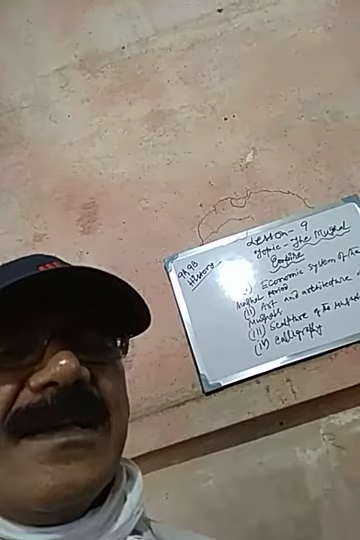 Lesson - 9
Topic - The Mughal
Empire
9A 9B
History
(i) Economic System of the
Mughal period
(ii) Art and architecture
Mughals
(iii) Sculpture of the Mughals
(iv) Calligraphy